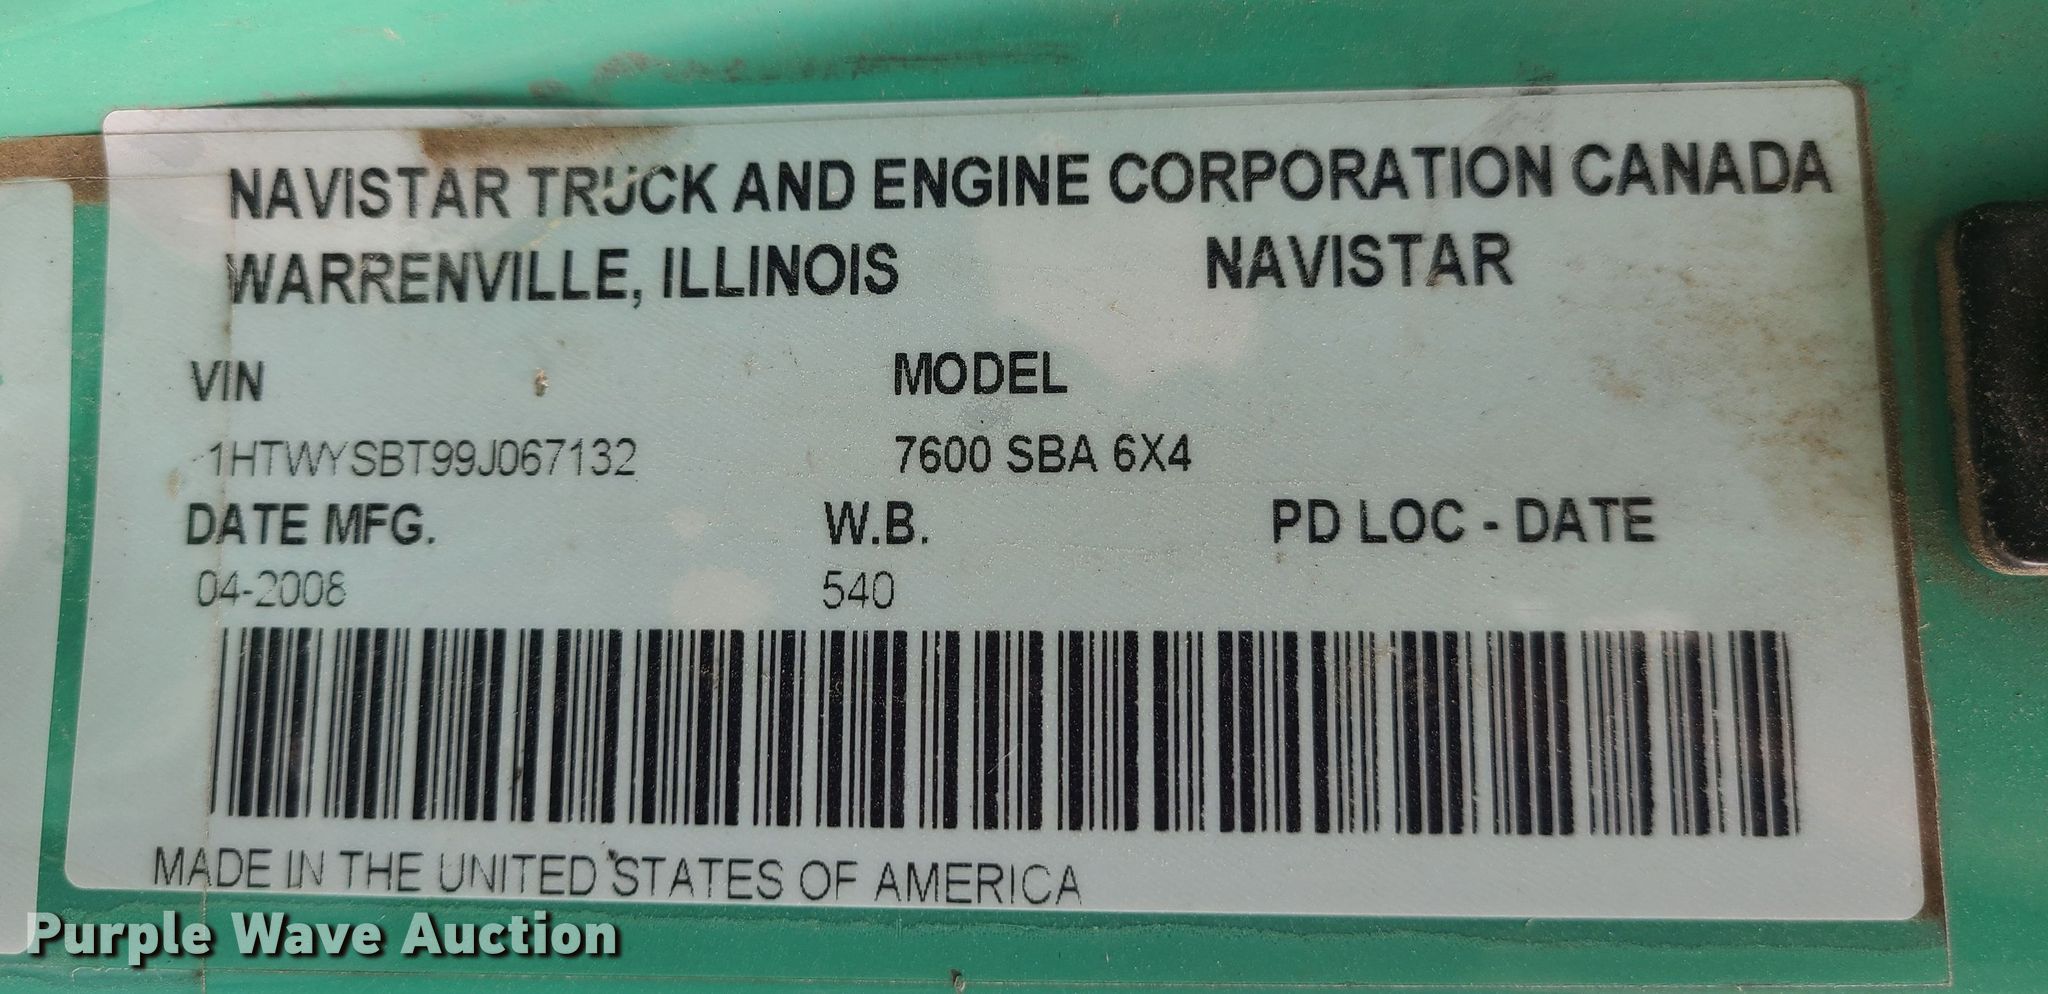 NAVISTAR TRUCK AND ENGINE CORPORATION CANADA
WARRENVILLE, ILLINOIS NAVISTAR
VIN MODEL
1HTWYSBT99J067132 7600 SBA 6X4
DATE MFG. W.B. PD LOC - DATE
04-2008 540
MADE IN THE UNITED STATES OF AMERICA
Purple Wave Auction